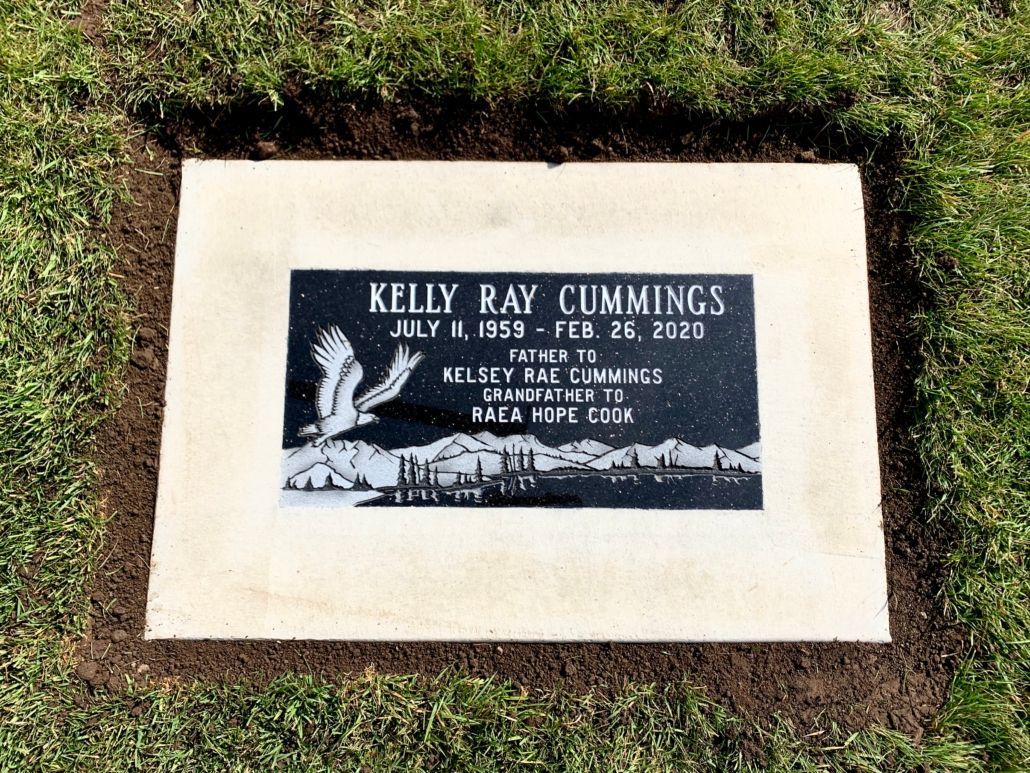 KELLY RAY CUMMINGS
JULY 11, 1959 - FEB. 26, 2020
FATHER TO
KELSEY RAE CUMMINGS
GRANDFATHER TO
RAEA HOPE COOK